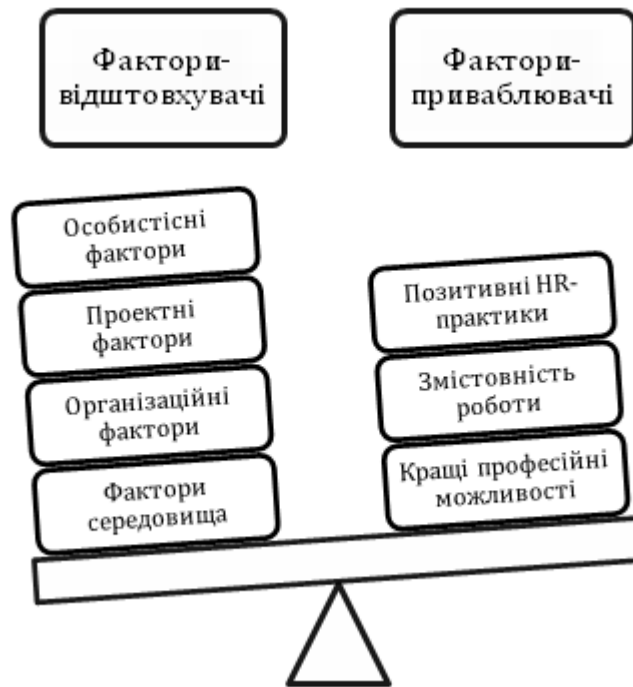 Фактори-
відштовхувачі
Фактори-
приваблювачі
Особистісні
фактори
Проектні
фактори
Організаційні
фактори
Фактори
середовища
Позитивні HR-
практики
Змістовність
роботи
Кращі професійні
можливості